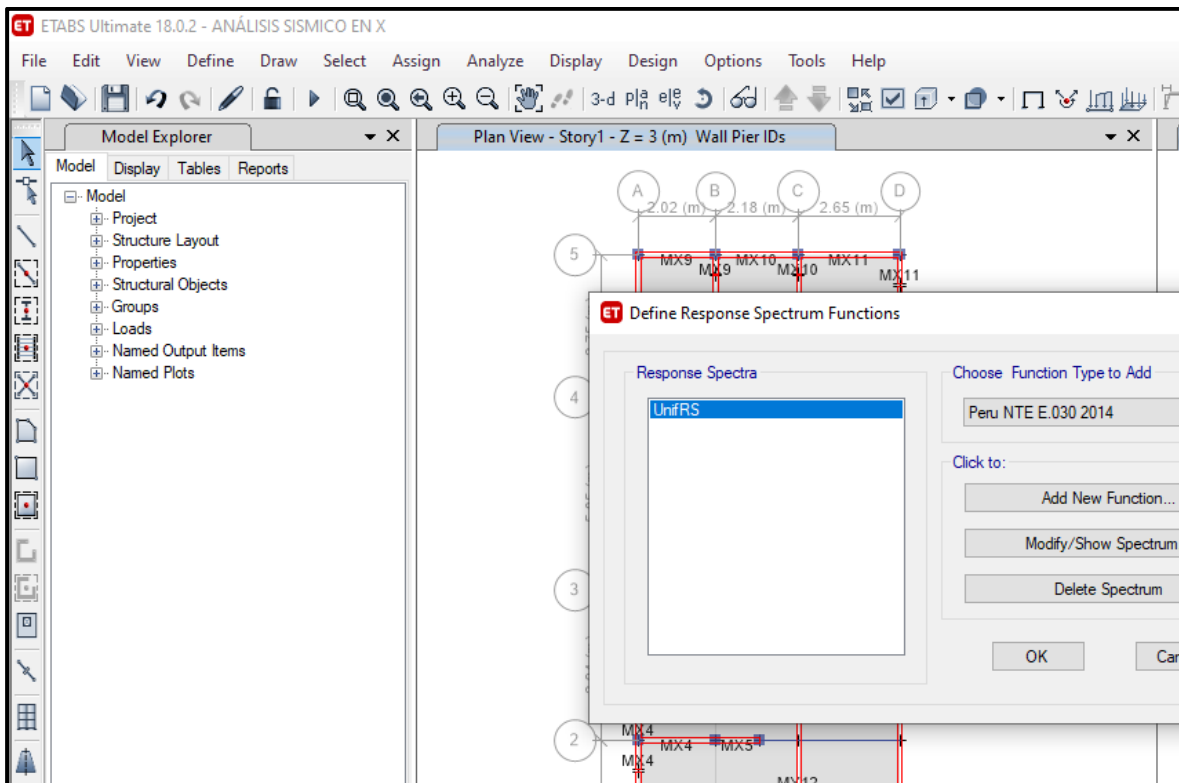 ET ETABS Ultimate 18.0.2 - ANÁLISIS SISMICO EN X
File Edit View Define Draw Select Assign Analyze Display Design Options Tools Help
3-d
Model Explorer
Model Display Tables Reports
Model
Project
Structure Layout
Properties
Structural Objects
Groups
Loads
Named Output Items
Named Plots
Plan View - Story1 - Z = 3 (m) Wall Pier IDs
A B C D
2.02 (m) 2.18 (m) 2.65 (m)
5
MX9 MX10 MX11
MX9 MX10 MX11
4
3
2
MX4
MX4 MX5
MX4
MX12
ET Define Response Spectrum Functions
Response Spectra
UnifRS
Choose Function Type to Add
Peru NTE E.030 2014
Click to:
Add New Function...
Modify/Show Spectrum
Delete Spectrum
OK